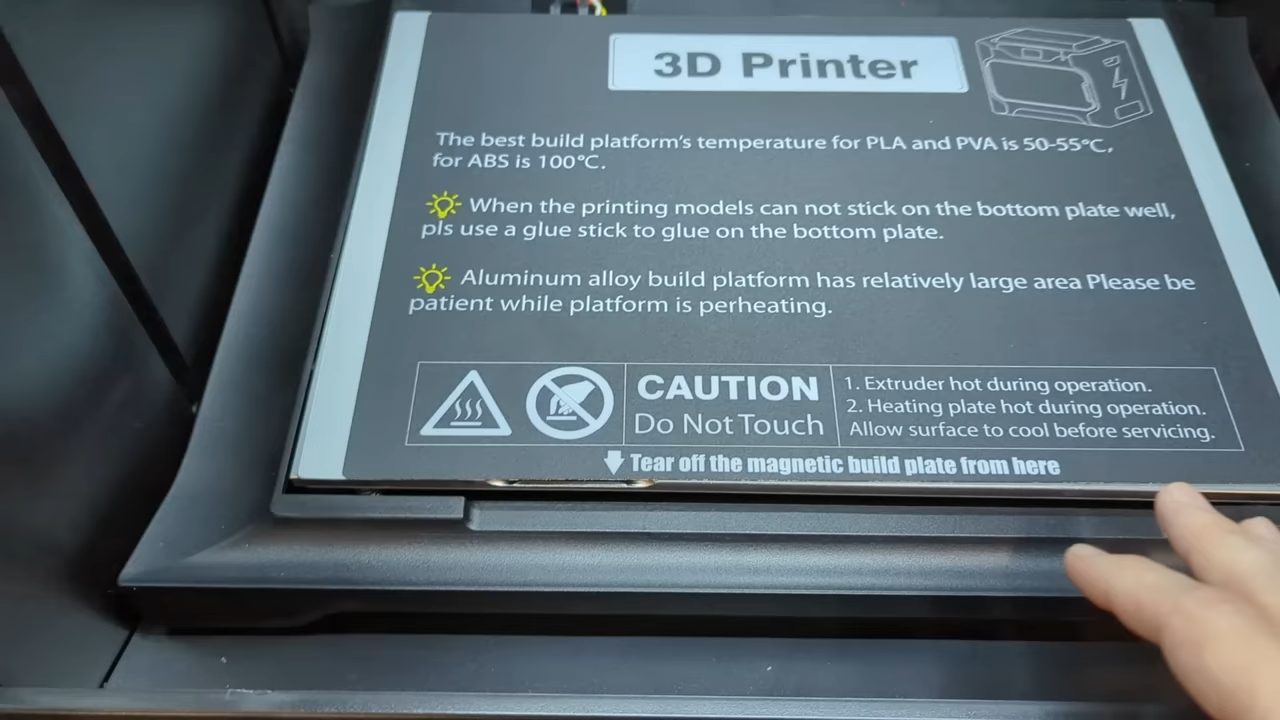 3D Printer
The best build platform's temperature for PLA and PVA is 50-55°C,
for ABS is 100°C.
When the printing models can not stick on the bottom plate well,
pls use a glue stick to glue on the bottom plate.
Aluminum alloy build platform has relatively large area Please be
patient while platform is perheating.
CAUTION
Do Not Touch
1. Extruder hot during operation.
2. Heating plate hot during operation.
Allow surface to cool before servicing.
Tear off the magnetic build plate from here